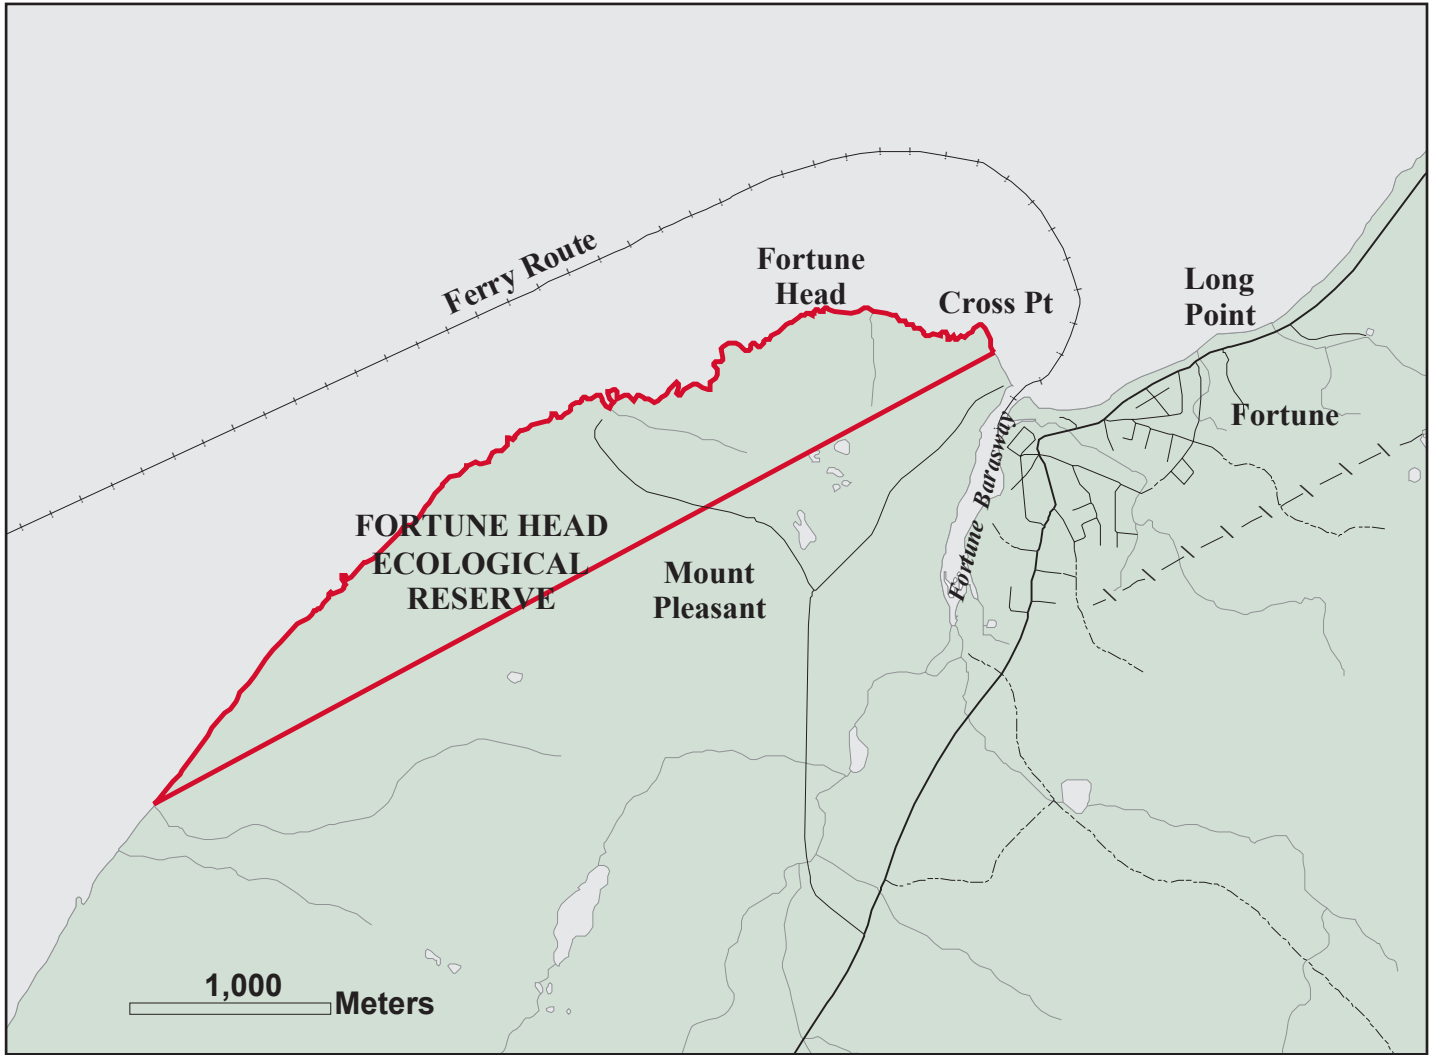 Ferry Route
Fortune
Head
Cross Pt
Long
Point
Fortune
Fortune Barasway
FORTUNE HEAD
ECOLOGICAL
RESERVE
Mount
Pleasant
1,000
Meters